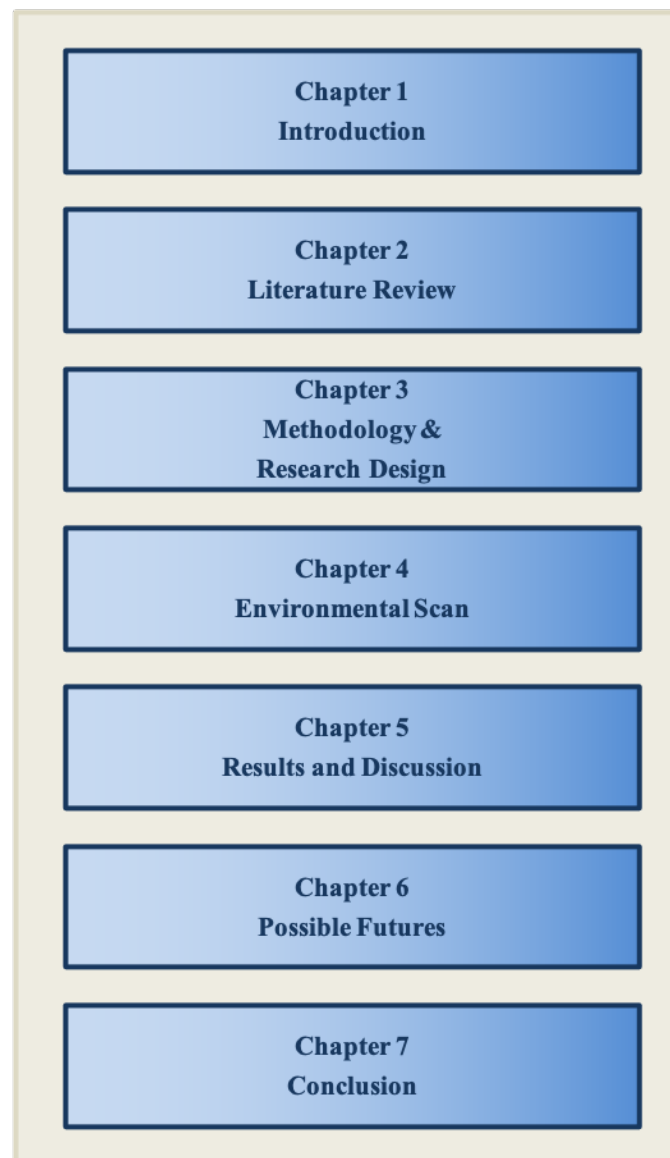 Chapter 1
Introduction
Chapter 2
Literature Review
Chapter 3
Methodology &
Research Design
Chapter 4
Environmental Scan
Chapter 5
Results and Discussion
Chapter 6
Possible Futures
Chapter 7
Conclusion